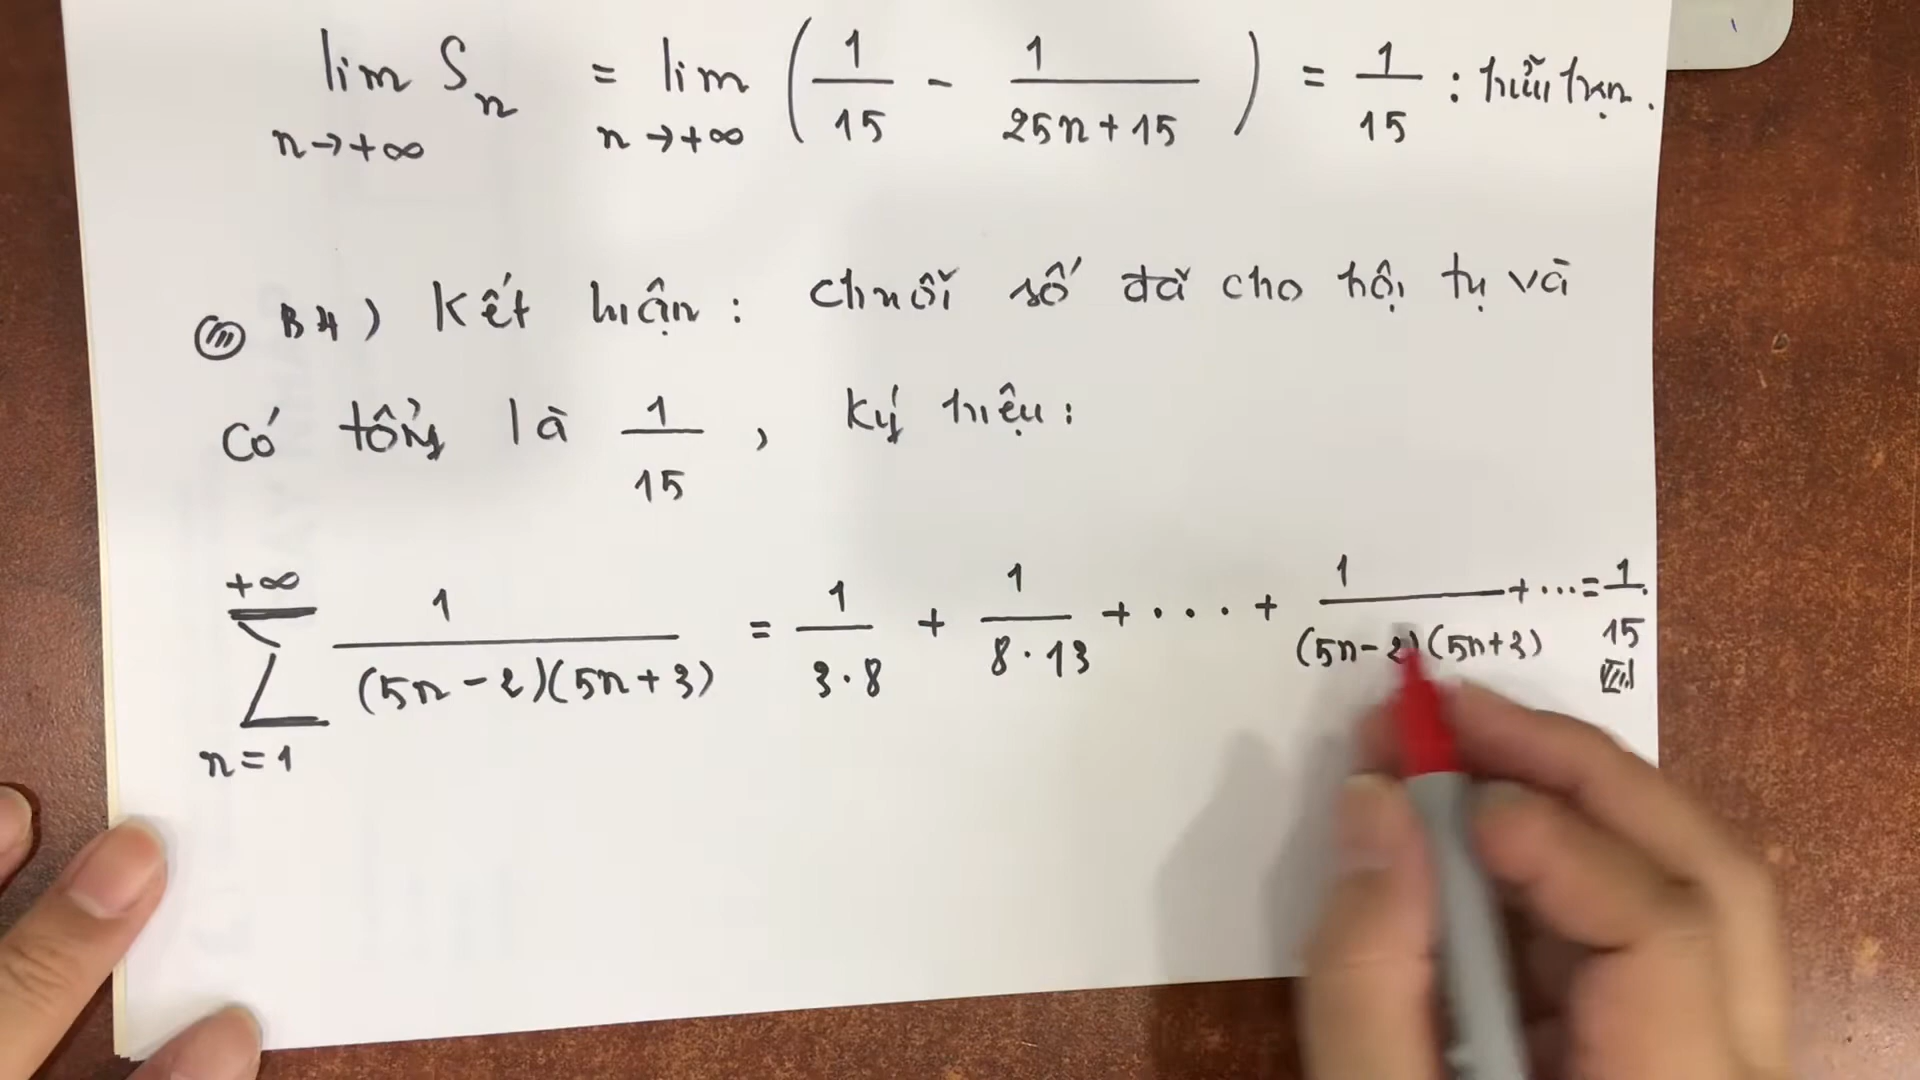 lim S_n = lim ( 1/15 - 1/(25n+15) ) = 1/15 : hữu hạn.
n→+∞ n→+∞
B4) Kết luận: chuỗi số đã cho hội tụ và
có tổng là 1/15, ký hiệu:
+∞
∑ 1/((5n-2)(5n+3)) = 1/(3·8) + 1/(8·13) + ... + 1/((5n-2)(5n+3)) + ... = 1/15.
n=1